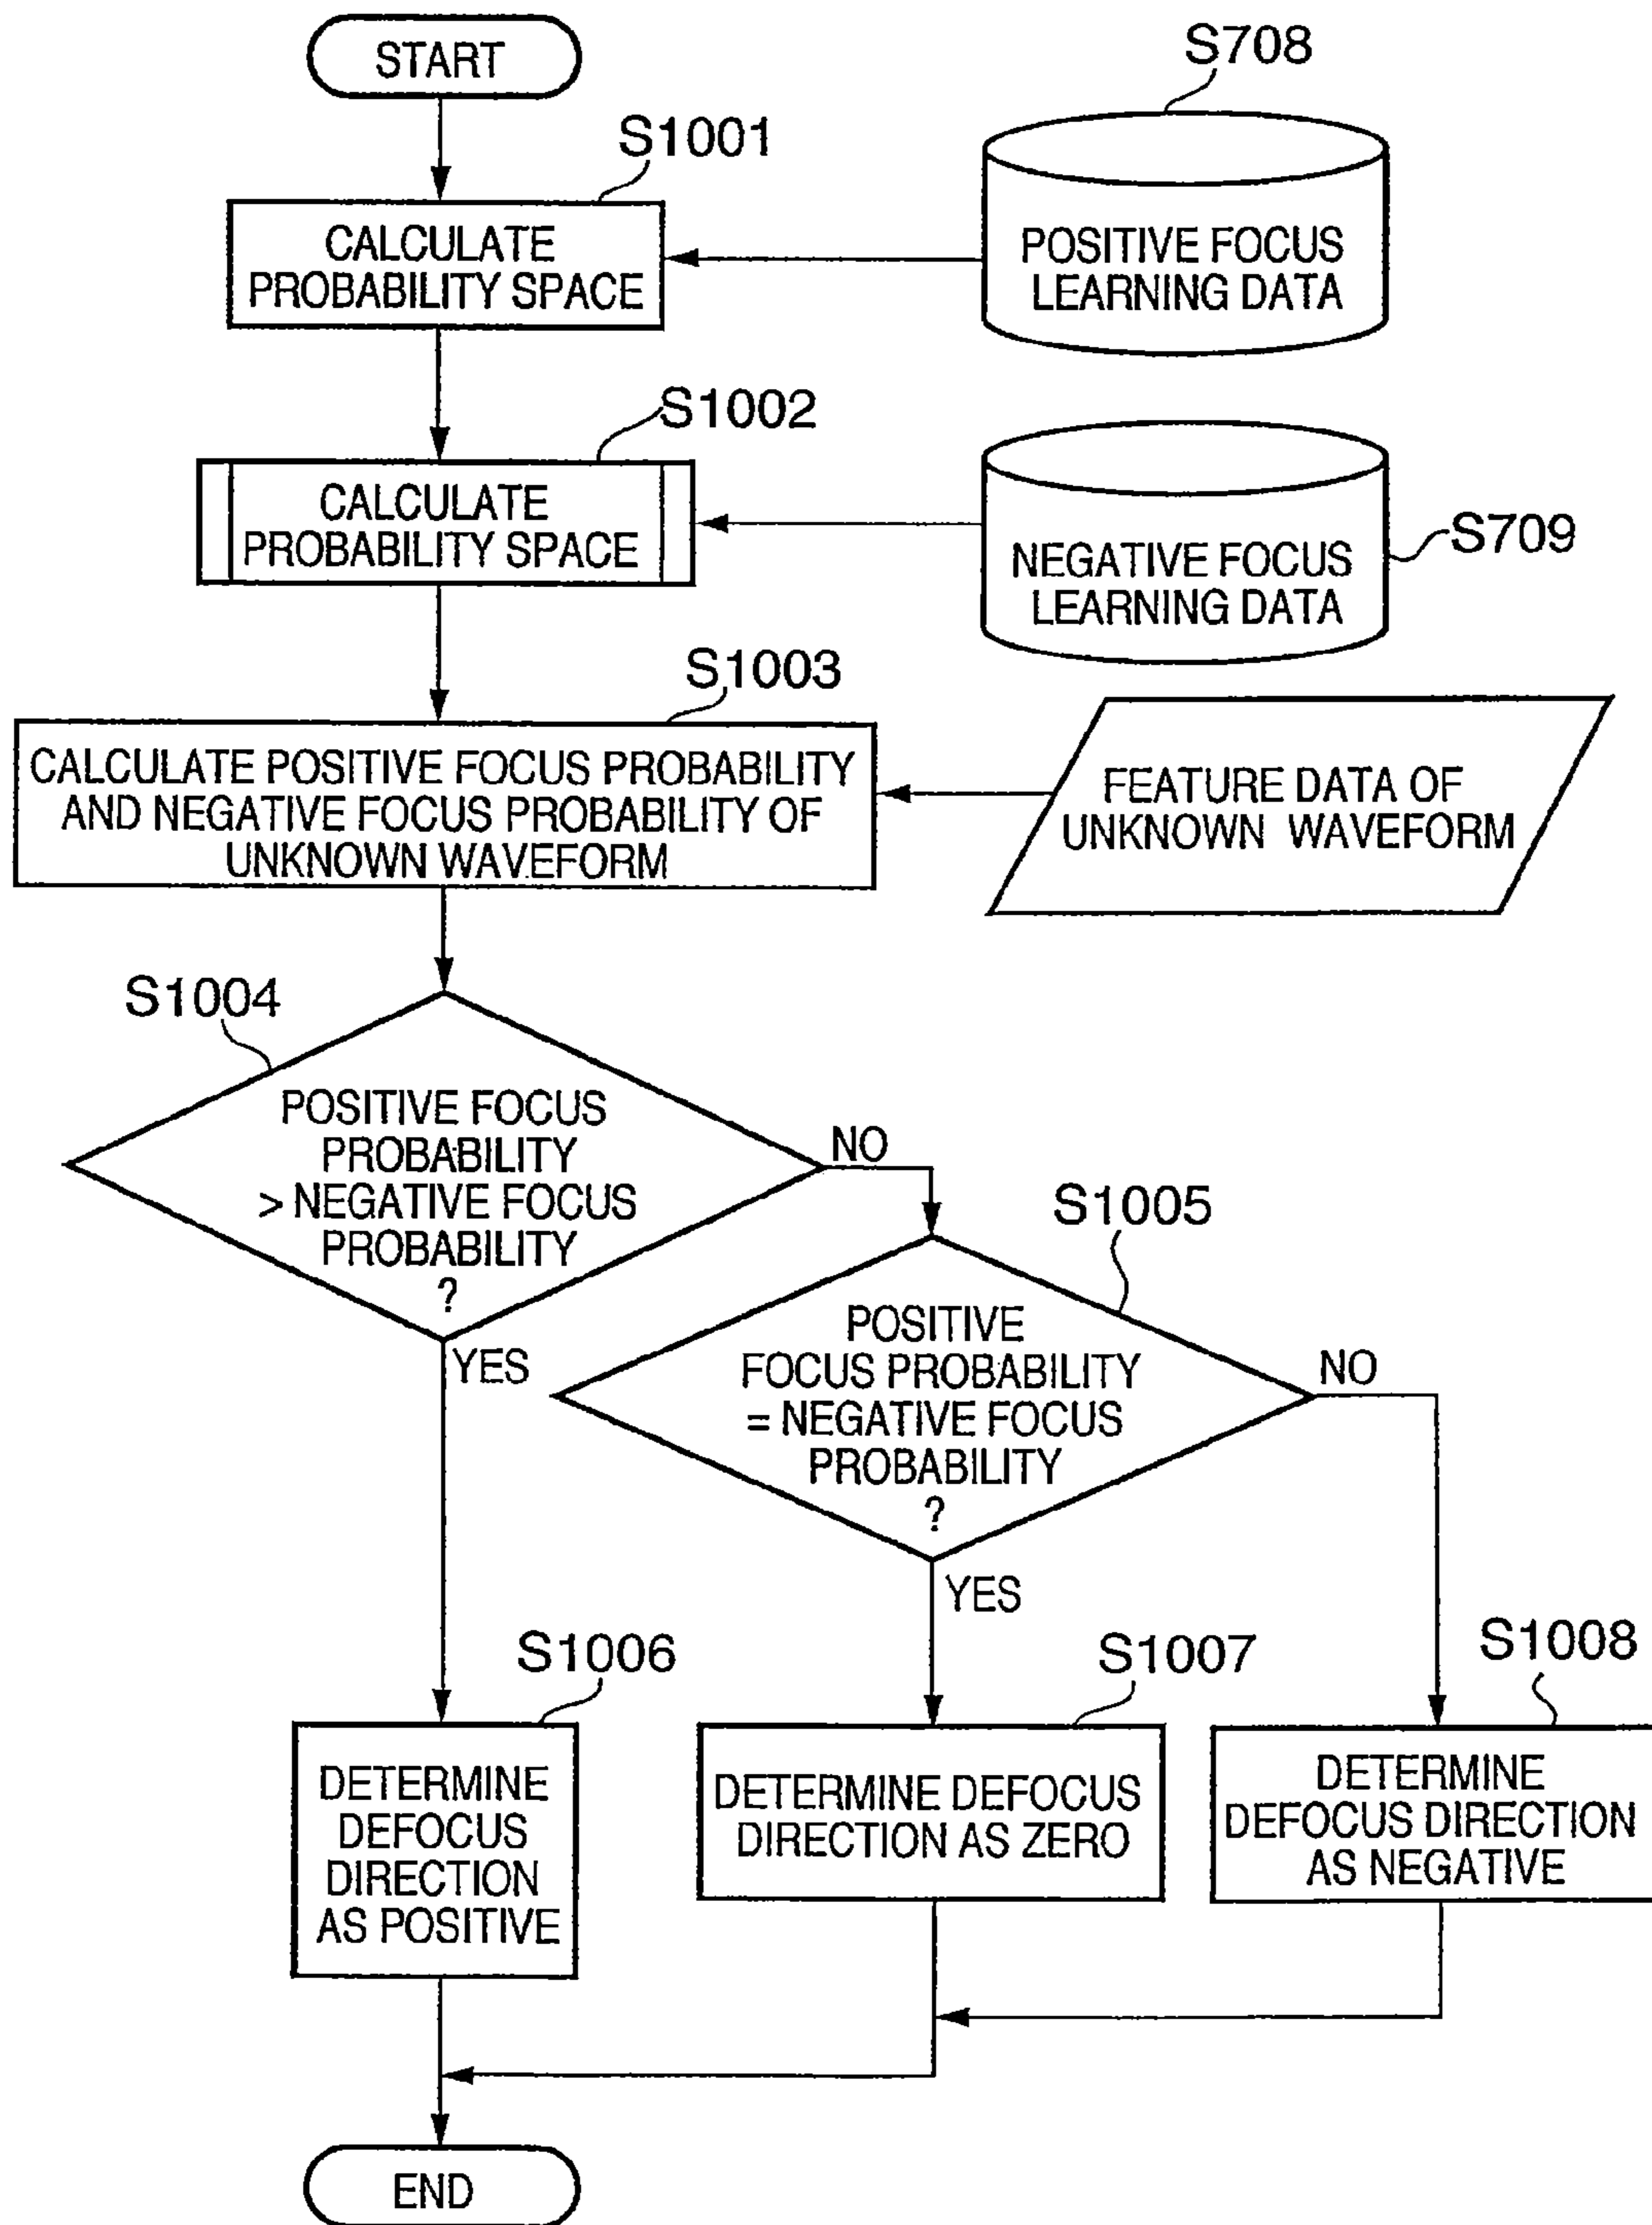 START
S708
S1001
CALCULATE
PROBABILITY SPACE
POSITIVE FOCUS
LEARNING DATA
S1002
CALCULATE
PROBABILITY SPACE
NEGATIVE FOCUS
LEARNING DATA
S709
S1003
CALCULATE POSITIVE FOCUS PROBABILITY
AND NEGATIVE FOCUS PROBABILITY OF
UNKNOWN WAVEFORM
FEATURE DATA OF
UNKNOWN WAVEFORM
S1004
POSITIVE FOCUS
PROBABILITY
> NEGATIVE FOCUS
PROBABILITY
?
NO
YES
S1005
POSITIVE
FOCUS PROBABILITY
= NEGATIVE FOCUS
PROBABILITY
?
NO
YES
S1006
DETERMINE
DEFOCUS
DIRECTION
AS POSITIVE
S1007
DETERMINE DEFOCUS
DIRECTION AS ZERO
S1008
DETERMINE
DEFOCUS DIRECTION
AS NEGATIVE
END